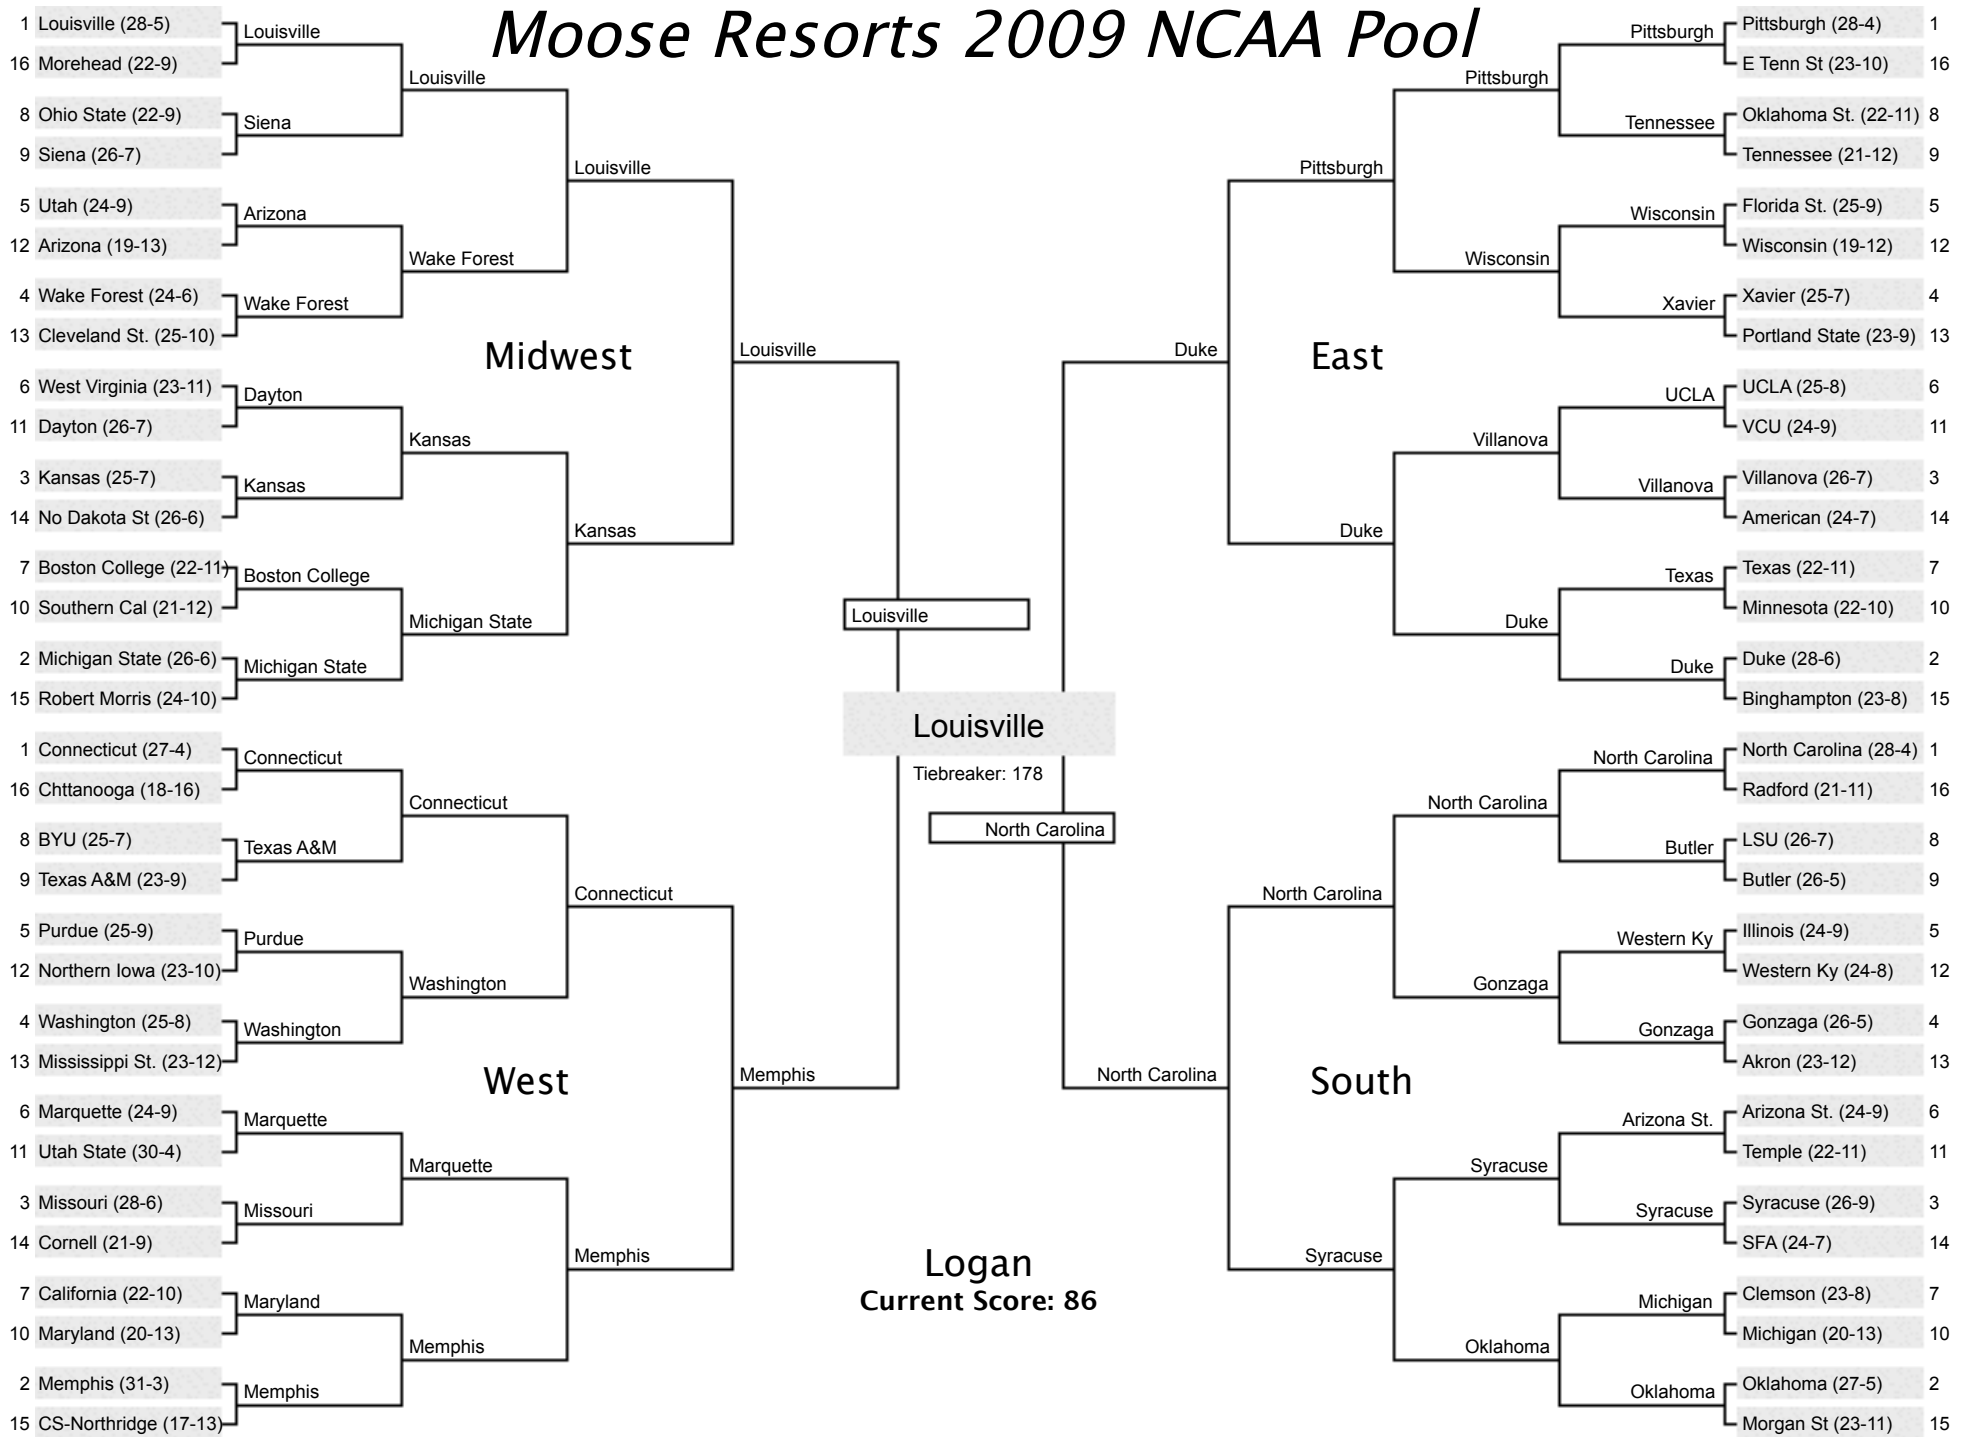 Moose Resorts 2009 NCAA Pool
1 Louisville (28-5)
16 Morehead (22-9)
8 Ohio State (22-9)
9 Siena (26-7)
5 Utah (24-9)
12 Arizona (19-13)
4 Wake Forest (24-6)
13 Cleveland St. (25-10)
6 West Virginia (23-11)
11 Dayton (26-7)
3 Kansas (25-7)
14 No Dakota St (26-6)
7 Boston College (22-11)
10 Southern Cal (21-12)
2 Michigan State (26-6)
15 Robert Morris (24-10)
Louisville
Siena
Arizona
Wake Forest
Dayton
Kansas
Boston College
Michigan State
Louisville
Wake Forest
Kansas
Michigan State
Louisville
Kansas
Midwest
Louisville
1 Connecticut (27-4)
16 Chttanooga (18-16)
8 BYU (25-7)
9 Texas A&M (23-9)
5 Purdue (25-9)
12 Northern Iowa (23-10)
4 Washington (25-8)
13 Mississippi St. (23-12)
6 Marquette (24-9)
11 Utah State (30-4)
3 Missouri (28-6)
14 Cornell (21-9)
7 California (22-10)
10 Maryland (20-13)
2 Memphis (31-3)
15 CS-Northridge (17-13)
Connecticut
Texas A&M
Purdue
Washington
Marquette
Missouri
Maryland
Memphis
Connecticut
Washington
Marquette
Memphis
Connecticut
Memphis
West
Memphis
Louisville
Louisville
Tiebreaker: 178
North Carolina
Logan
Current Score: 86
Duke
East
Pittsburgh
Duke
Pittsburgh
Wisconsin
Villanova
Duke
Pittsburgh
Tennessee
Wisconsin
Xavier
UCLA
Villanova
Texas
Duke
Pittsburgh (28-4) 1
E Tenn St (23-10) 16
Oklahoma St. (22-11) 8
Tennessee (21-12) 9
Florida St. (25-9) 5
Wisconsin (19-12) 12
Xavier (25-7) 4
Portland State (23-9) 13
UCLA (25-8) 6
VCU (24-9) 11
Villanova (26-7) 3
American (24-7) 14
Texas (22-11) 7
Minnesota (22-10) 10
Duke (28-6) 2
Binghampton (23-8) 15
North Carolina
South
North Carolina
Syracuse
North Carolina
Gonzaga
Syracuse
Oklahoma
North Carolina
Butler
Western Ky
Gonzaga
Arizona St.
Syracuse
Michigan
Oklahoma
North Carolina (28-4) 1
Radford (21-11) 16
LSU (26-7) 8
Butler (26-5) 9
Illinois (24-9) 5
Western Ky (24-8) 12
Gonzaga (26-5) 4
Akron (23-12) 13
Arizona St. (24-9) 6
Temple (22-11) 11
Syracuse (26-9) 3
SFA (24-7) 14
Clemson (23-8) 7
Michigan (20-13) 10
Oklahoma (27-5) 2
Morgan St (23-11) 15